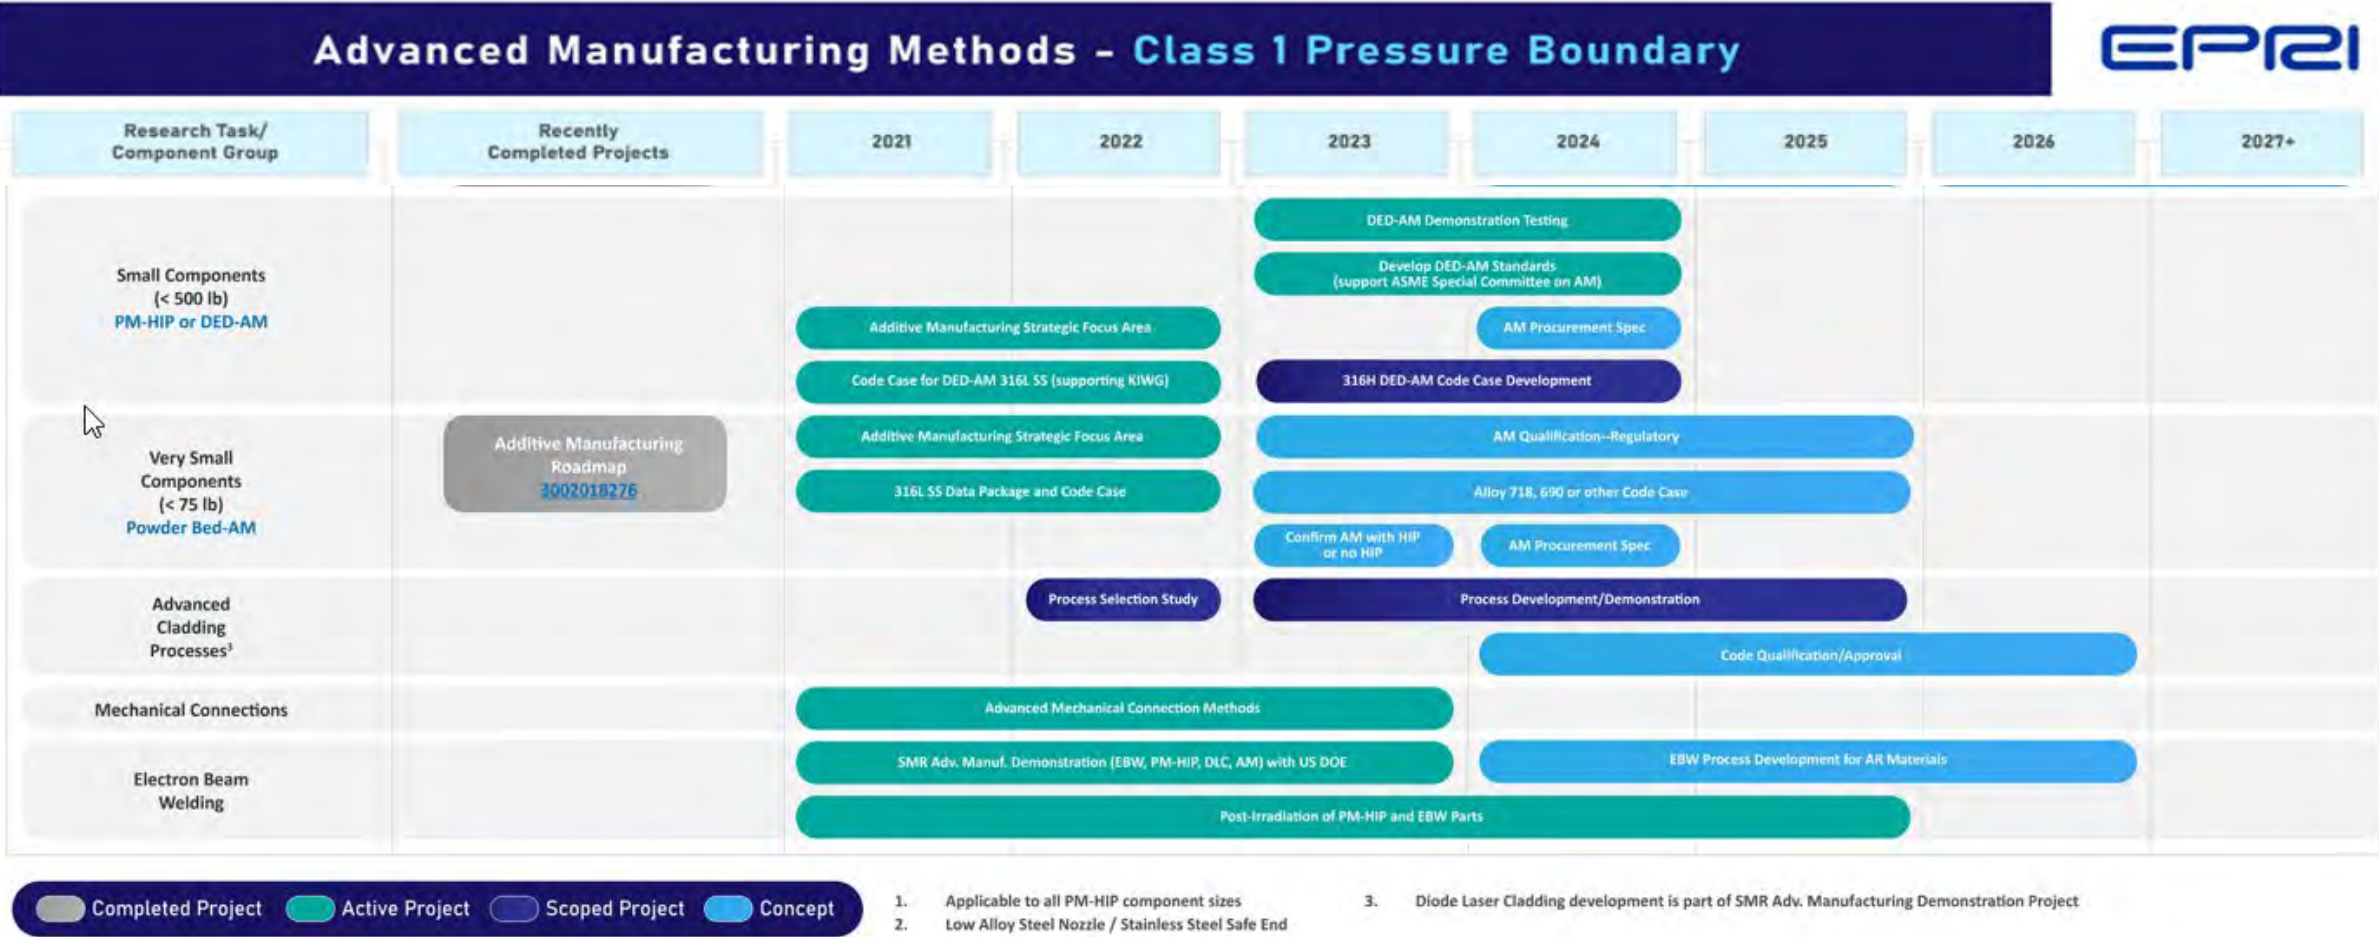 Advanced Manufacturing Methods - Class 1 Pressure Boundary
EPRI
Research Task/
Component Group
Recently
Completed Projects
2021
2022
2023
2024
2025
2026
2027+
Small Components
(< 500 lb)
PM-HIP or DED-AM
DED-AM Demonstration Testing
Develop DED-AM Standards
(support ASME Special Committee on AM)
Additive Manufacturing Strategic Focus Area
AM Procurement Spec
Code Case for DED-AM 316L SS (supporting KIWG)
316H DED-AM Code Case Development
Very Small
Components
(< 75 lb)
Powder Bed-AM
Additive Manufacturing
Roadmap
3002018276
Additive Manufacturing Strategic Focus Area
AM Qualification--Regulatory
316L SS Data Package and Code Case
Alloy 718, 690 or other Code Case
Confirm AM with HIP
or no HIP
AM Procurement Spec
Advanced
Cladding
Processes³
Process Selection Study
Process Development/Demonstration
Code Qualification/Approval
Mechanical Connections
Advanced Mechanical Connection Methods
Electron Beam
Welding
SMR Adv. Manuf. Demonstration (EBW, PM-HIP, DLC, AM) with US DOE
EBW Process Development for AR Materials
Post-Irradiation of PM-HIP and EBW Parts
Completed Project
Active Project
Scoped Project
Concept
1. Applicable to all PM-HIP component sizes
2. Low Alloy Steel Nozzle / Stainless Steel Safe End
3. Diode Laser Cladding development is part of SMR Adv. Manufacturing Demonstration Project